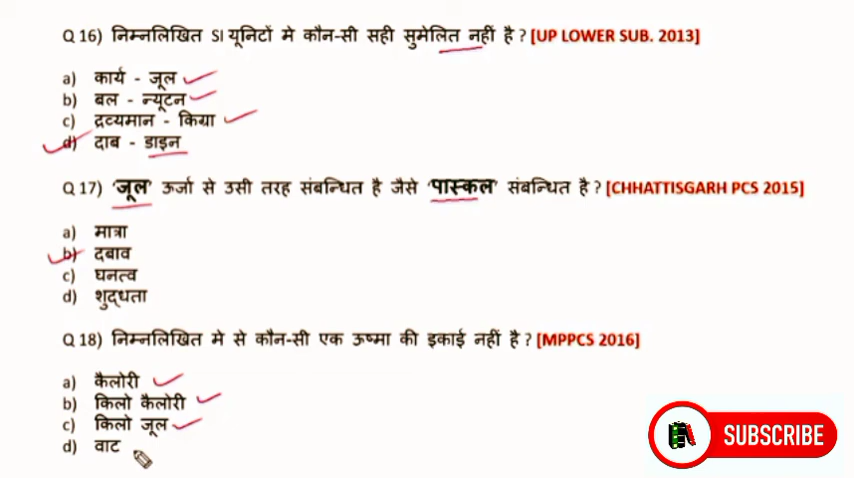 Q 16) निम्नलिखित SI यूनिटों मे कौन-सी सही सुमेलित नहीं है ? [UP LOWER SUB. 2013]
a) कार्य - जूल
b) बल - न्यूटन
c) द्रव्यमान - किग्रा
d) दाब - डाइन
Q 17) 'जूल' ऊर्जा से उसी तरह संबन्धित है जैसे 'पास्कल' संबन्धित है ? [CHHATTISGARH PCS 2015]
a) मात्रा
b) दबाव
c) घनत्व
d) शुद्धता
Q 18) निम्नलिखित मे से कौन-सी एक ऊष्मा की इकाई नहीं है ? [MPPCS 2016]
a) कैलोरी
b) किलो कैलोरी
c) किलो जूल
d) वाट
SUBSCRIBE